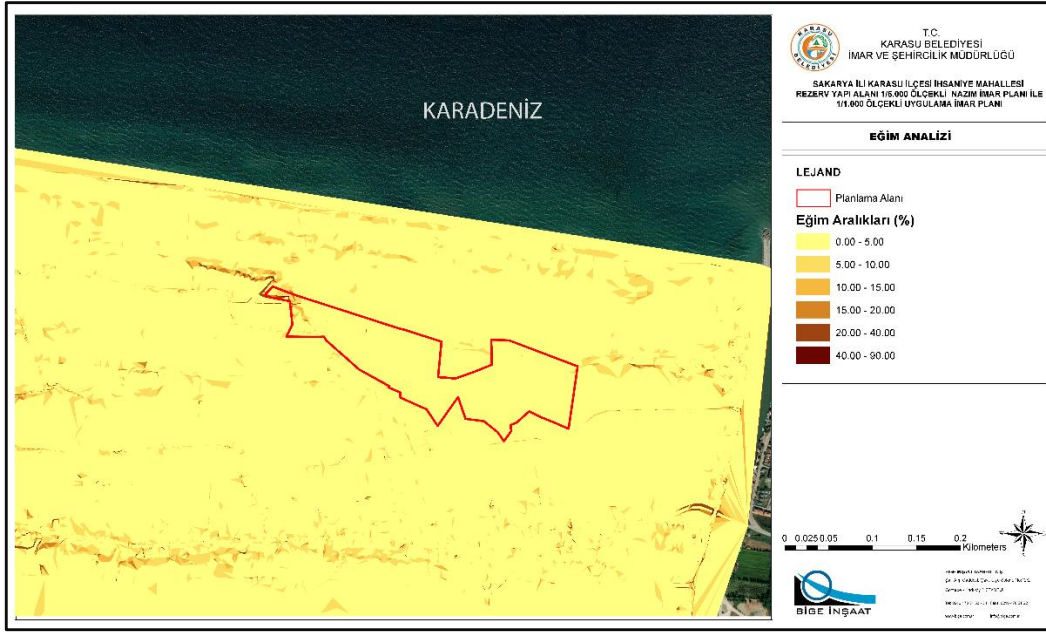 KARADENİZ
KARASU
BELEDİYESİ
T.C.
KARASU BELEDİYESİ
İMAR VE ŞEHİRCİLİK MÜDÜRLÜĞÜ
SAKARYA İLİ KARASU İLÇESİ İHSANİYE MAHALLESİ
REZERV YAPI ALANI 1/5.000 ÖLÇEKLİ NAZIM İMAR PLANI İLE
1/1.000 ÖLÇEKLİ UYGULAMA İMAR PLANI
EĞİM ANALİZİ
LEJAND
Planlama Alanı
Eğim Aralıkları (%)
0.00 - 5.00
5.00 - 10.00
10.00 - 15.00
15.00 - 20.00
20.00 - 40.00
40.00 - 90.00
0 0.025 0.05 0.1 0.15 0.2
Kilometers
BİGE İNŞAAT